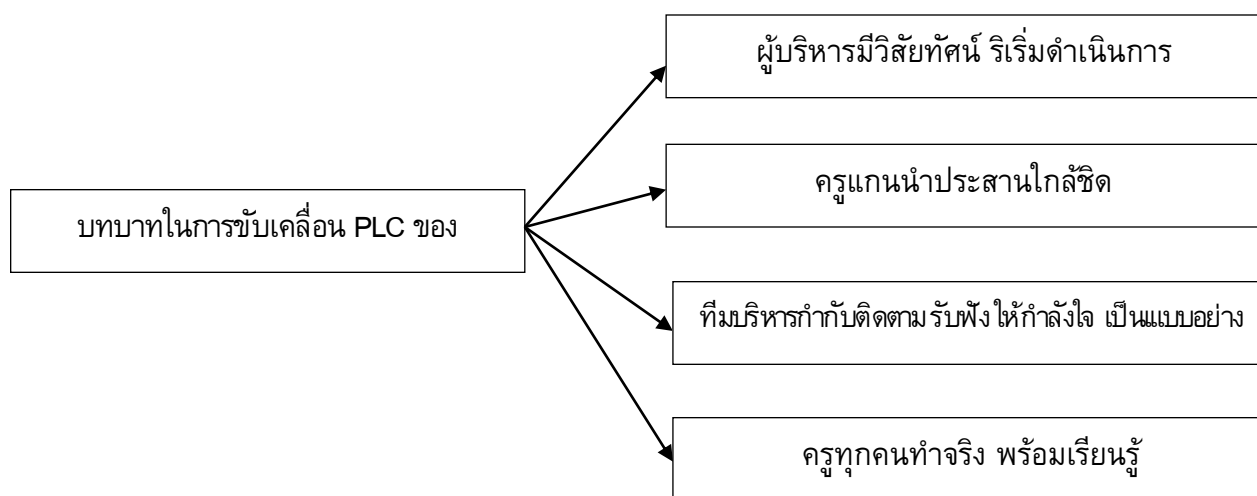 ผู้บริหารมีวิสัยทัศน์ ริเริ่มดำเนินการ
ครูแกนนำประสานใกล้ชิด
บทบาทในการขับเคลื่อน PLC ของ
ทีมบริหารกำกับติดตาม รับฟัง ให้กำลังใจ เป็นแบบอย่าง
ครูทุกคนทำจริง พร้อมเรียนรู้